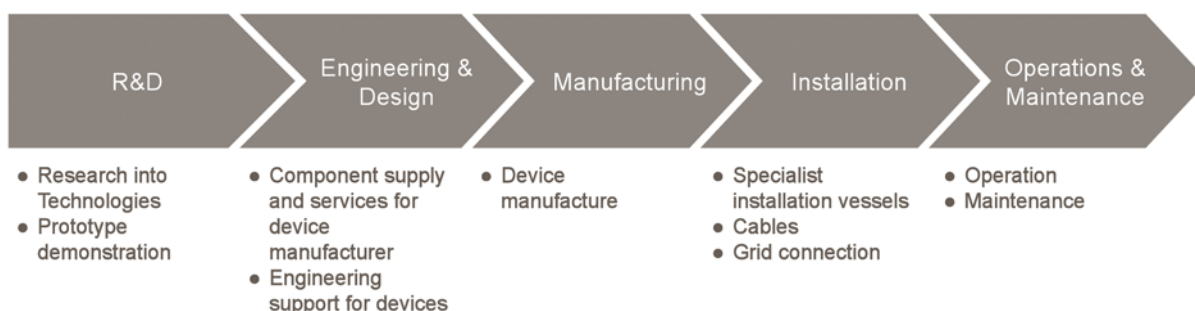 R&D
Engineering &
Design
Manufacturing
Installation
Operations &
Maintenance
● Research into
Technologies
● Prototype
demonstration
● Component supply
and services for
device
manufacturer
● Engineering
support for devices
● Device
manufacture
● Specialist
installation vessels
● Cables
● Grid connection
● Operation
● Maintenance